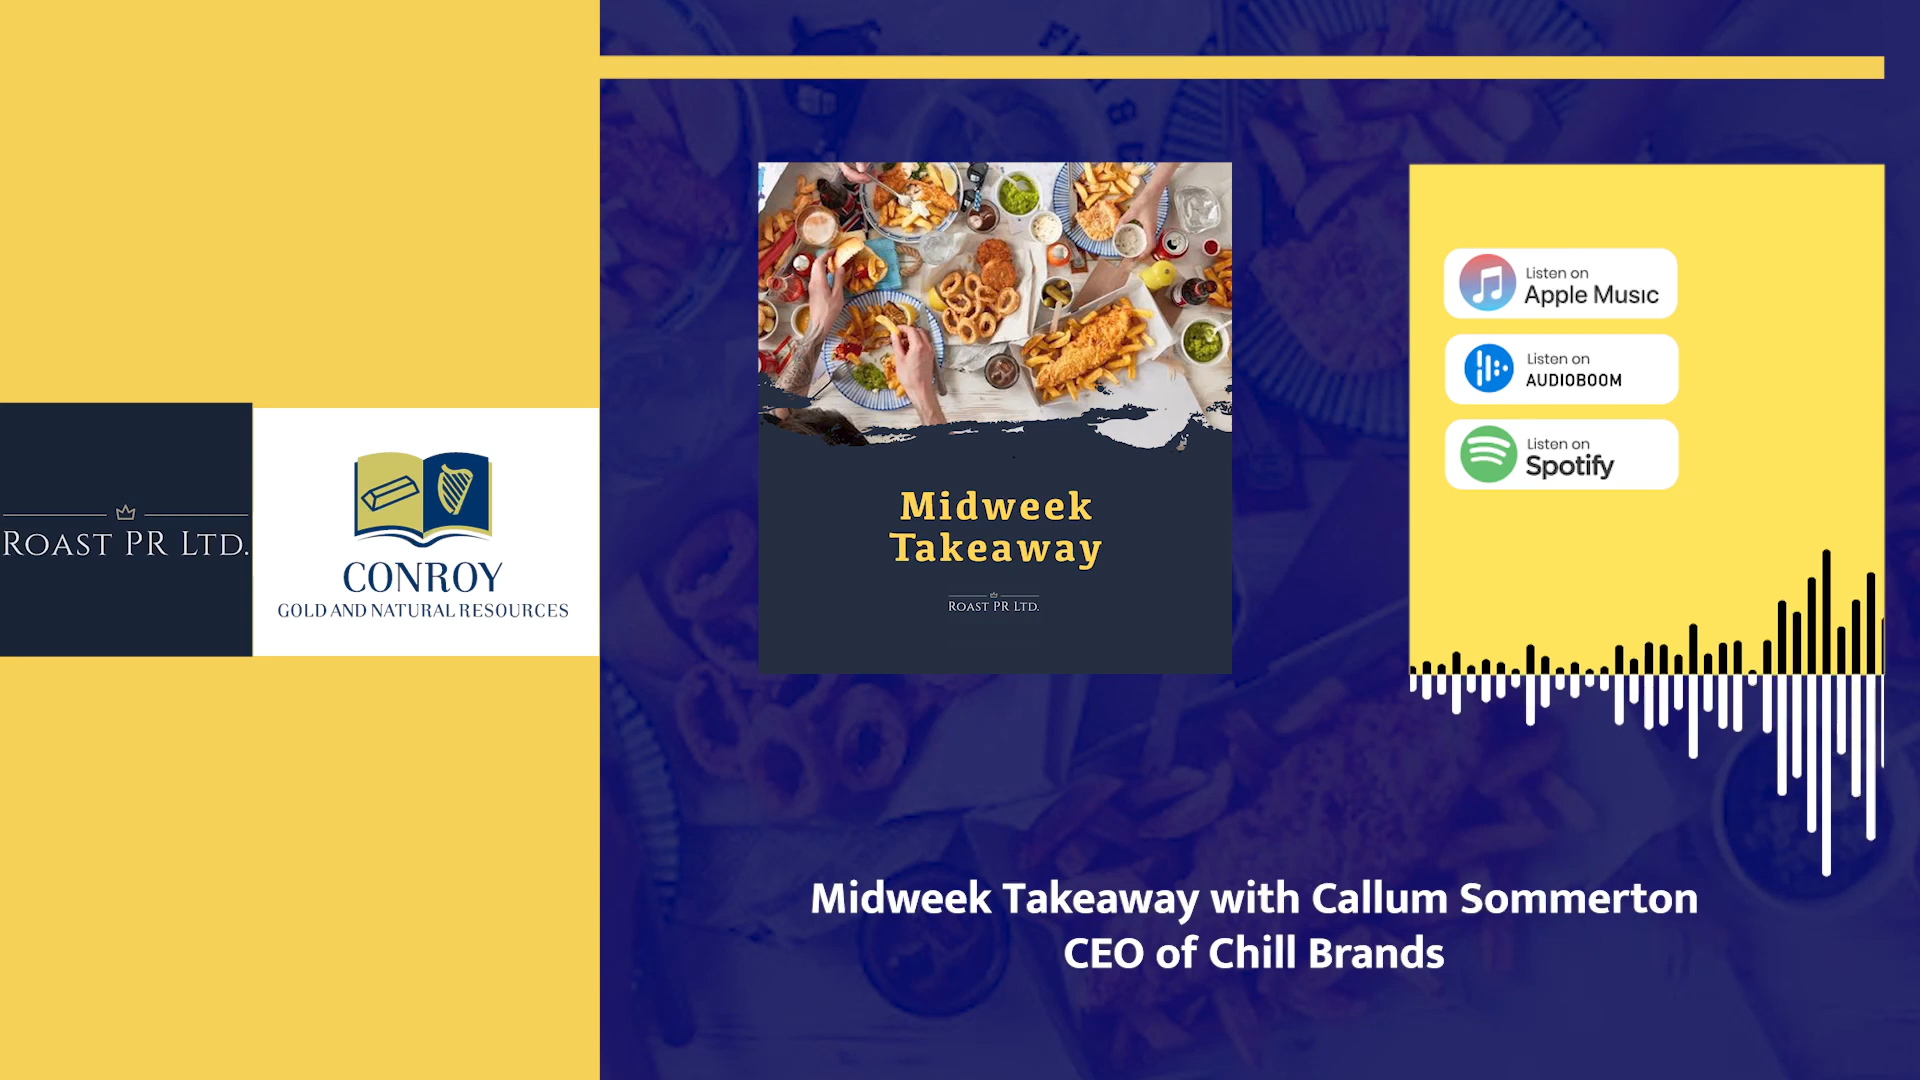 ROAST PR LTD.
CONROY
GOLD AND NATURAL RESOURCES
Midweek
Takeaway
ROAST PR LTD.
Listen on
Apple Music
Listen on
AUDIOBOOM
Listen on
Spotify
Midweek Takeaway with Callum Sommerton
CEO of Chill Brands